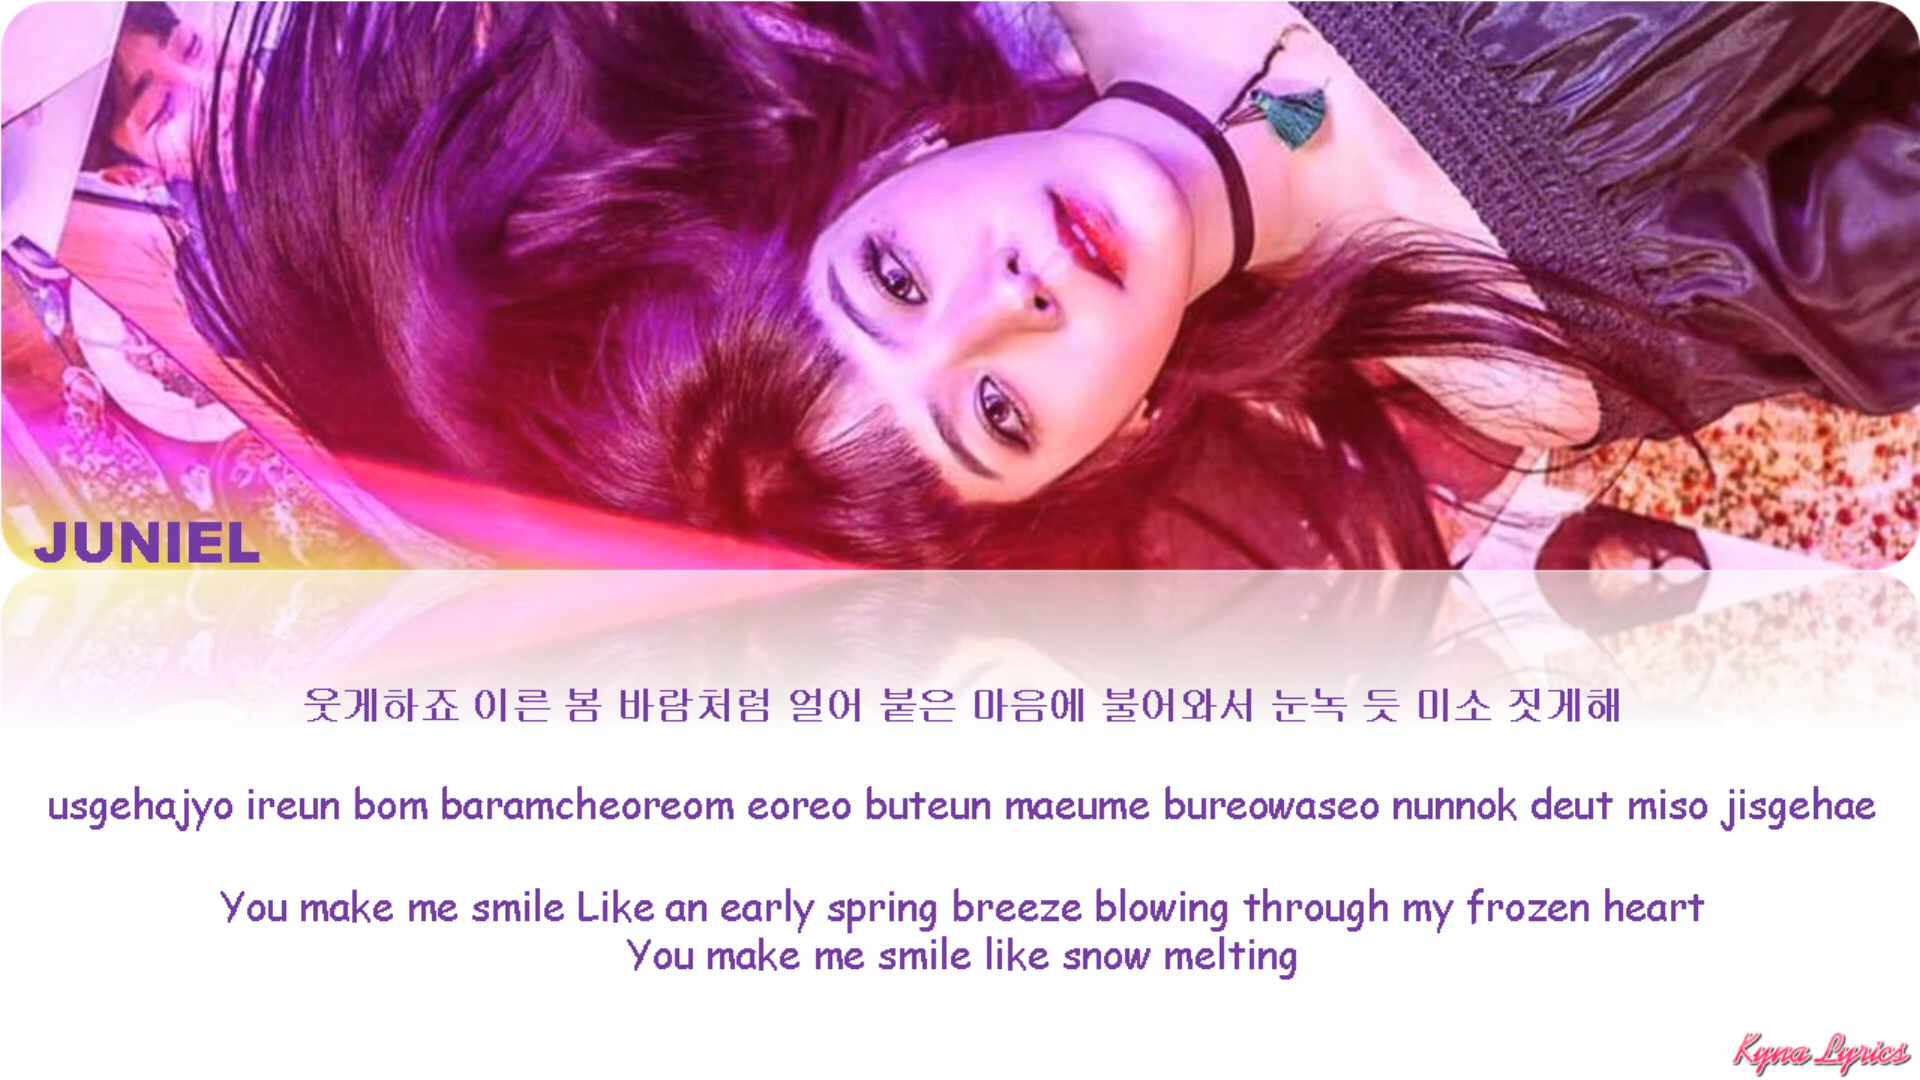 JUNIEL
웃게하죠 이른 봄 바람처럼 얼어 붙은 마음에 불어와서 눈녹 듯 미소 짓게해
usgehajyo ireun bom baramcheoreom eoreo buteun maeume bureowaseo nunnok deut miso jisgehae
You make me smile Like an early spring breeze blowing through my frozen heart
You make me smile like snow melting
Kyna Lyrics